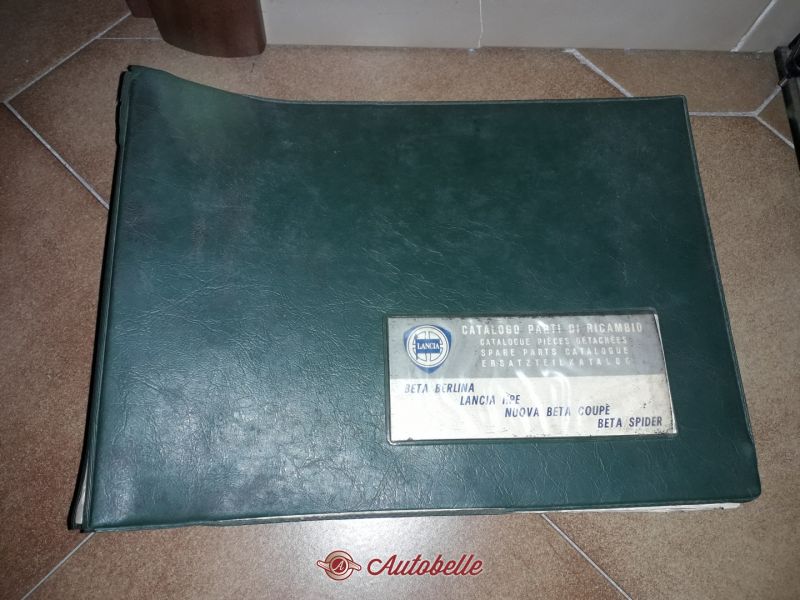 CATALOGO PARTI DI RICAMBIO
CATALOGUE PIÈCES DÉTACHÉES
SPARE PARTS CATALOGUE
ERSATZTEILKATALOG
LANCIA
BETA BERLINA
LANCIA HPE
NUOVA BETA COUPÈ
BETA SPIDER
A Autobelle